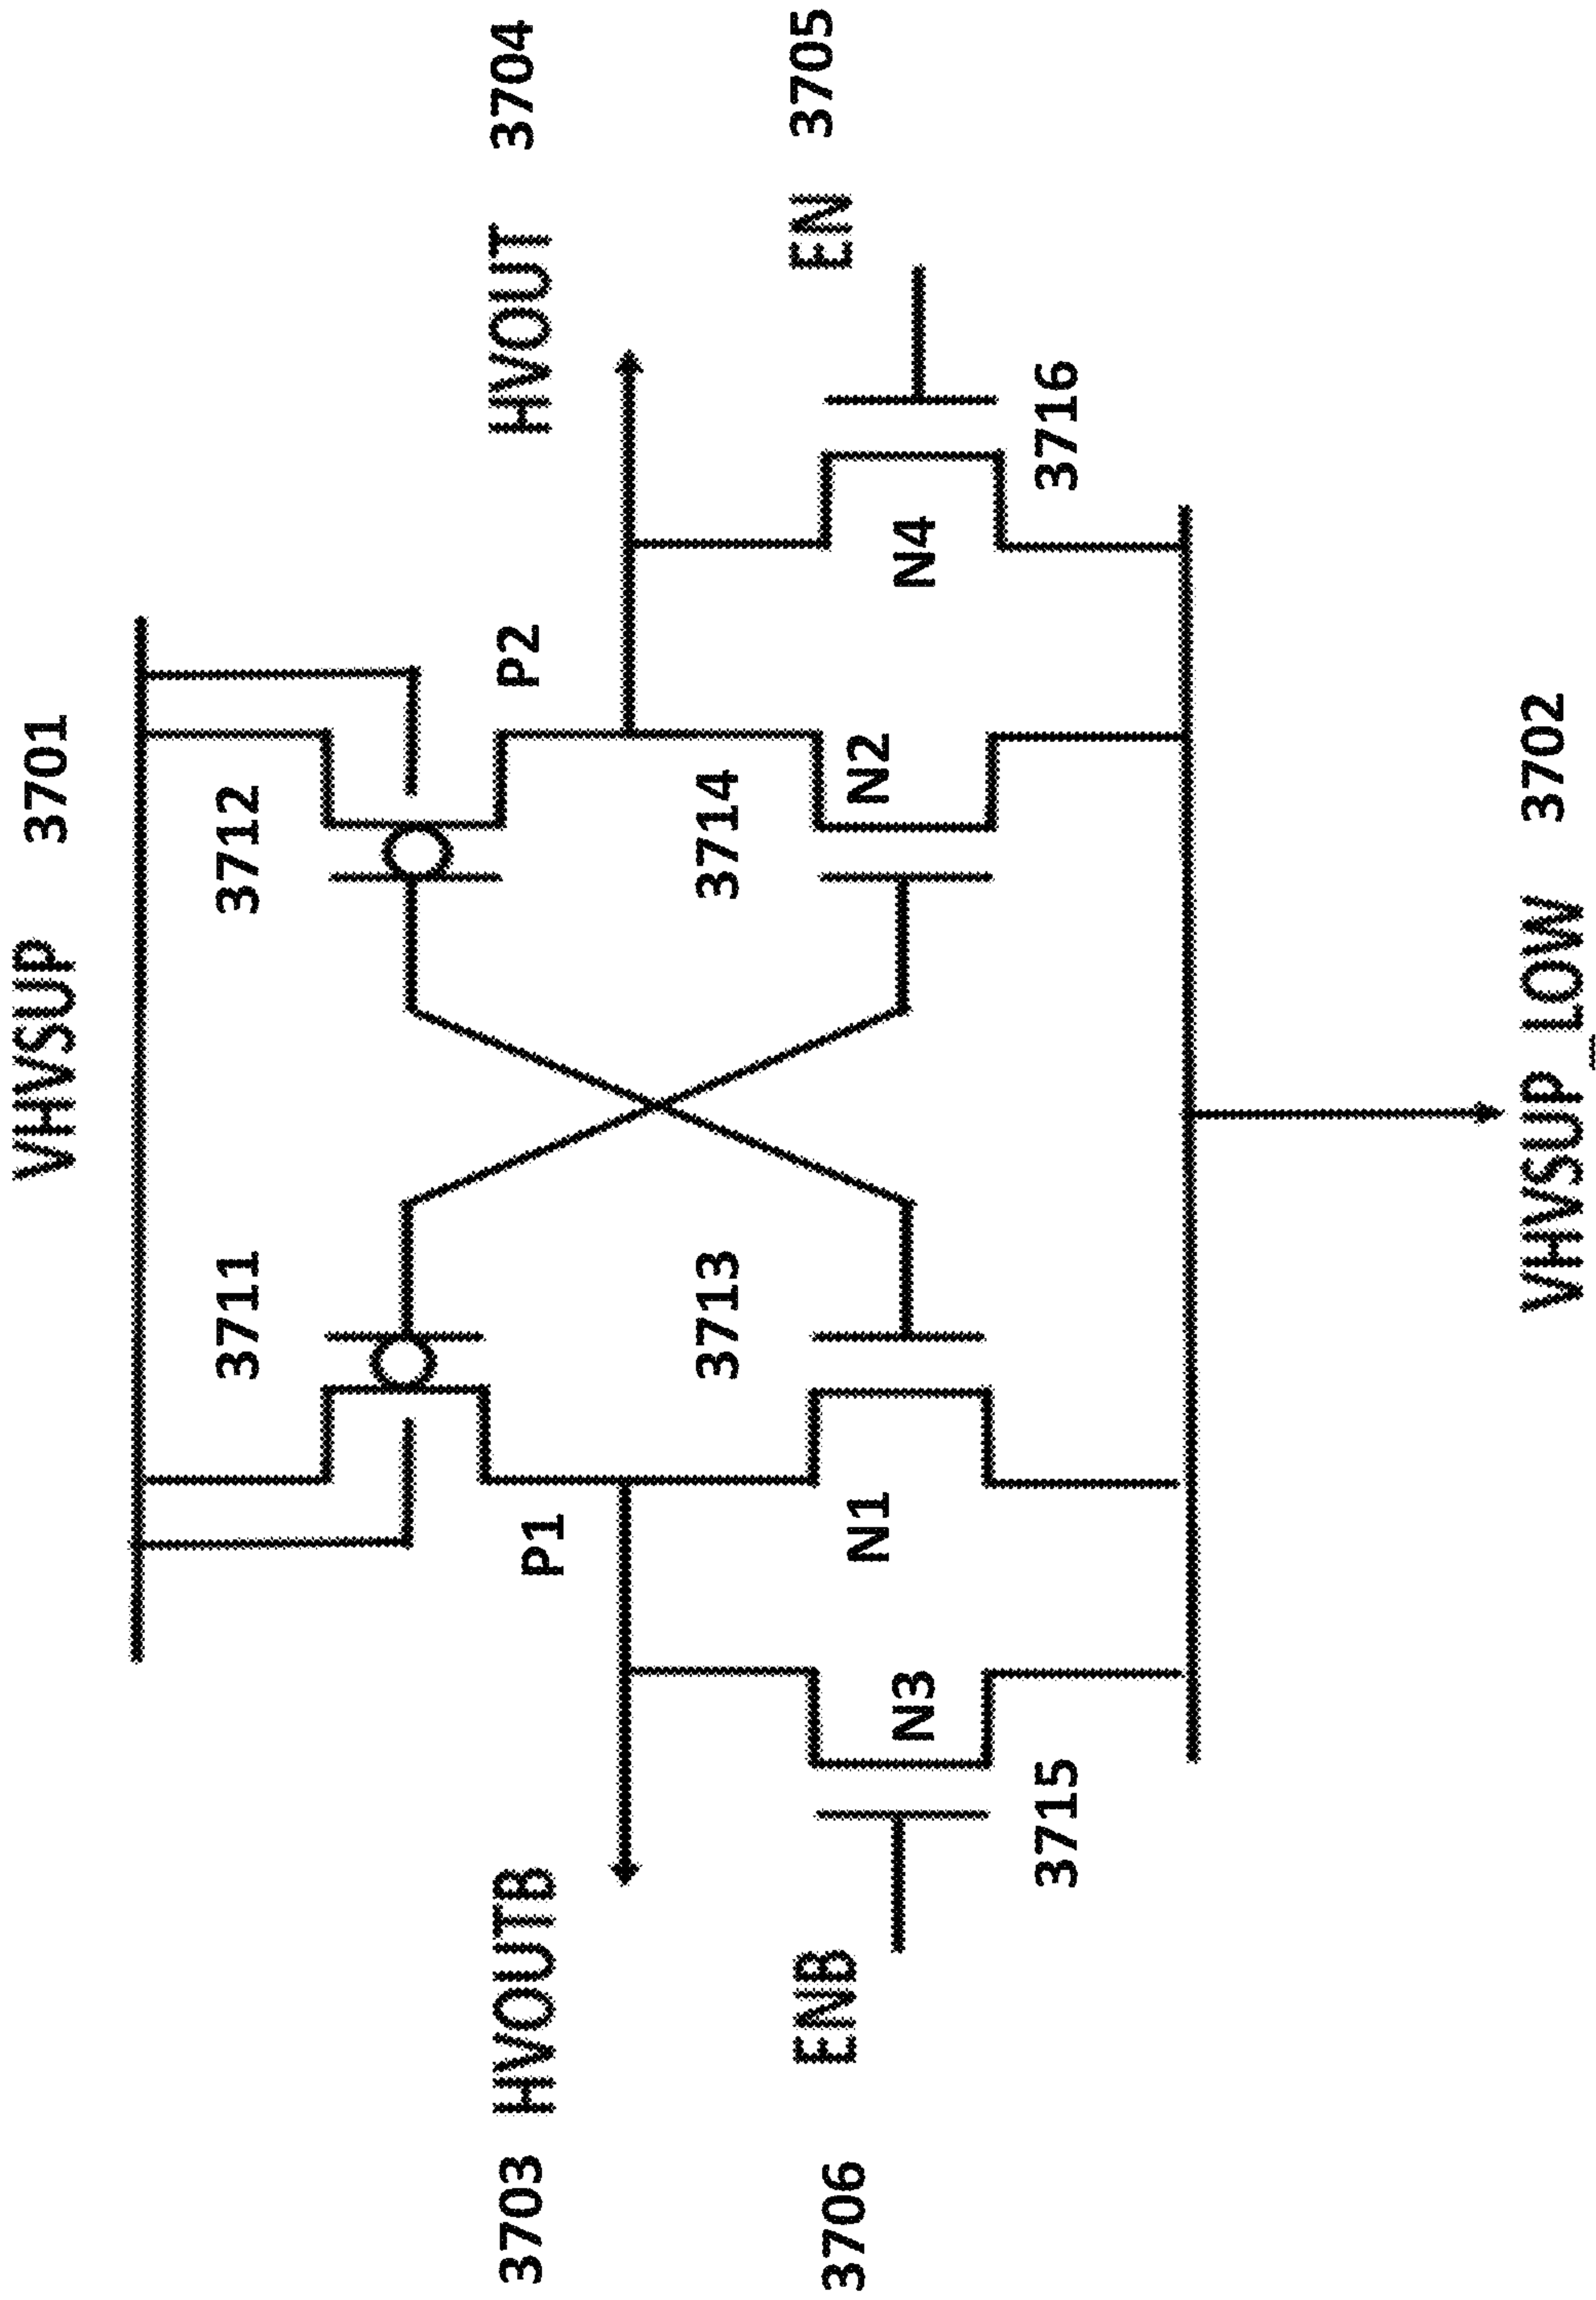 VHVSUP 3701
3711
3712
P1
P2
3703 HVOUTB
HVOUT 3704
3713
3714
N1
N2
3706 ENB
EN 3705
N3
N4
3715
3716
VHVSUP_LOW 3702